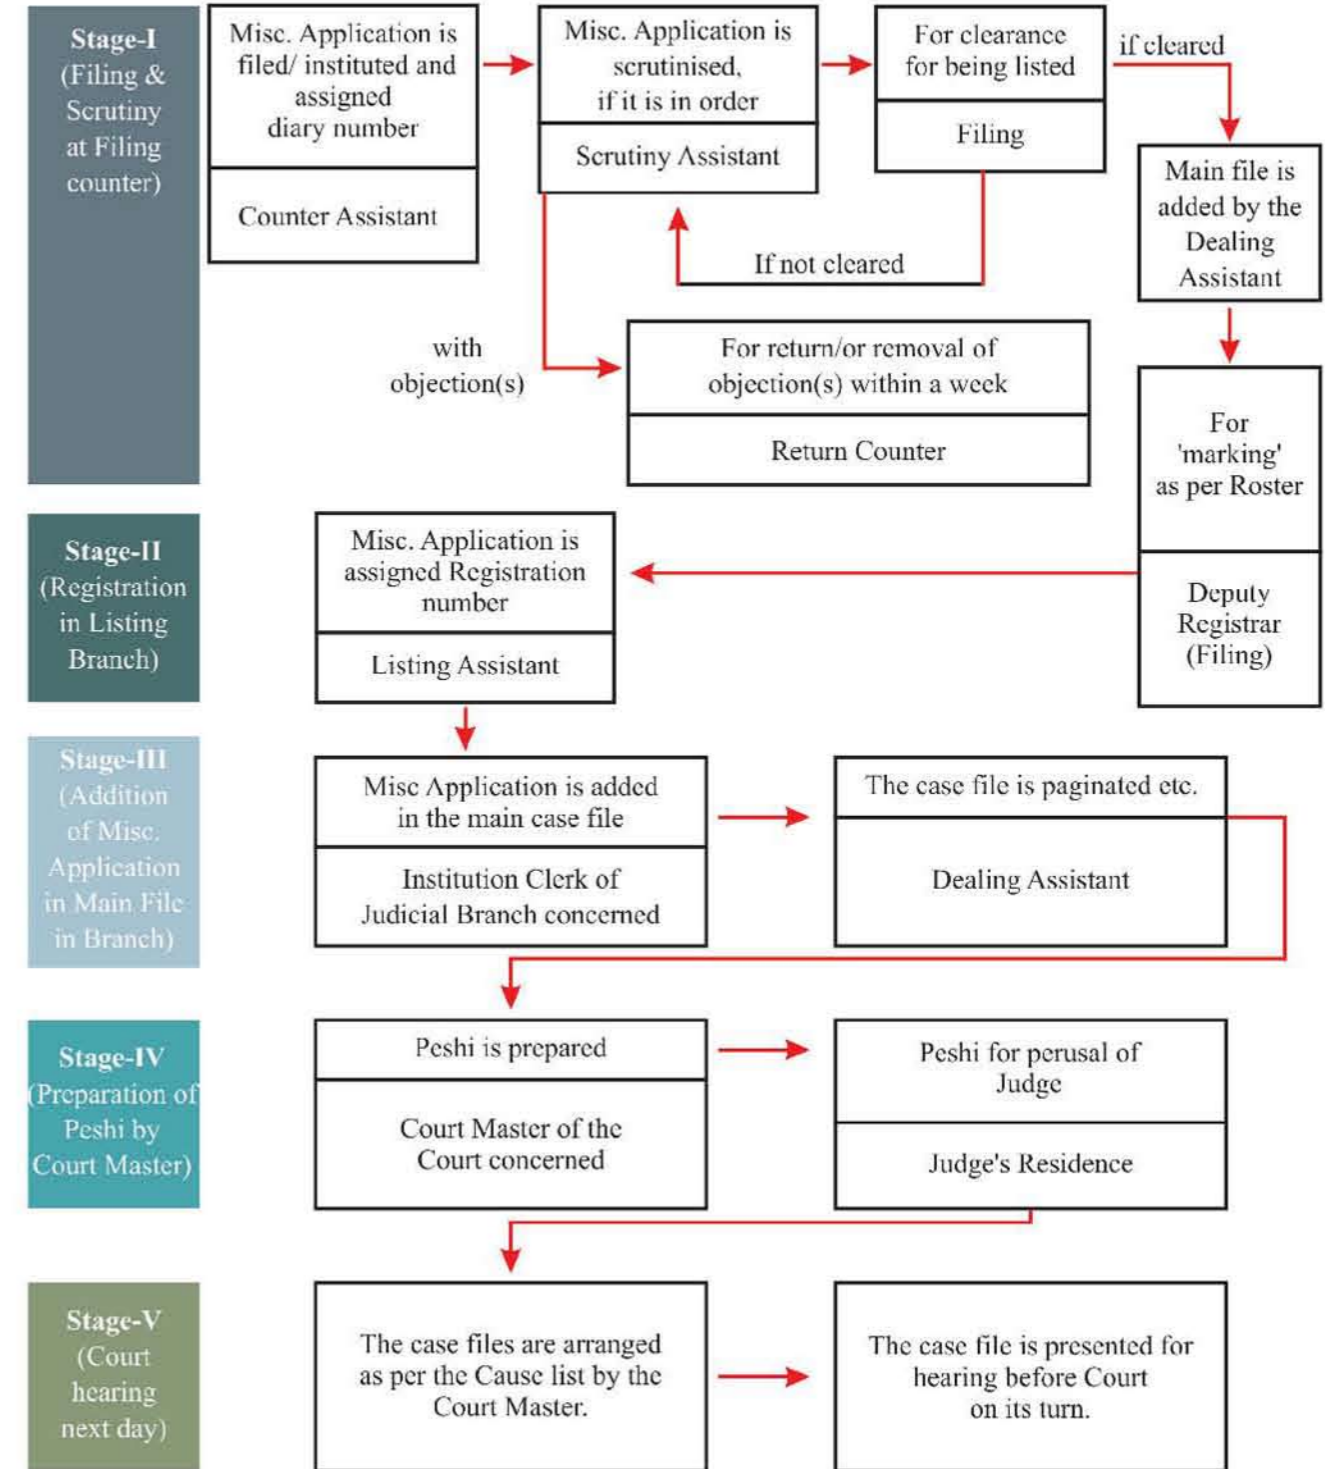 Stage-I
(Filing &
Scrutiny
at Filing
counter)
Misc. Application is
filed/ instituted and
assigned
diary number
Counter Assistant
Misc. Application is
scrutinised,
if it is in order
Scrutiny Assistant
For clearance
for being listed
Filing
if cleared
Main file is
added by the
Dealing
Assistant
If not cleared
with
objection(s)
For return/or removal of
objection(s) within a week
Return Counter
For
'marking'
as per Roster
Deputy
Registrar
(Filing)
Stage-II
(Registration
in Listing
Branch)
Misc. Application is
assigned Registration
number
Listing Assistant
Stage-III
(Addition
of Misc.
Application
in Main File
in Branch)
Misc Application is added
in the main case file
Institution Clerk of
Judicial Branch concerned
The case file is paginated etc.
Dealing Assistant
Stage-IV
(Preparation of
Peshi by
Court Master)
Peshi is prepared
Court Master of the
Court concerned
Peshi for perusal of
Judge
Judge's Residence
Stage-V
(Court
hearing
next day)
The case files are arranged
as per the Cause list by the
Court Master.
The case file is presented for
hearing before Court
on its turn.